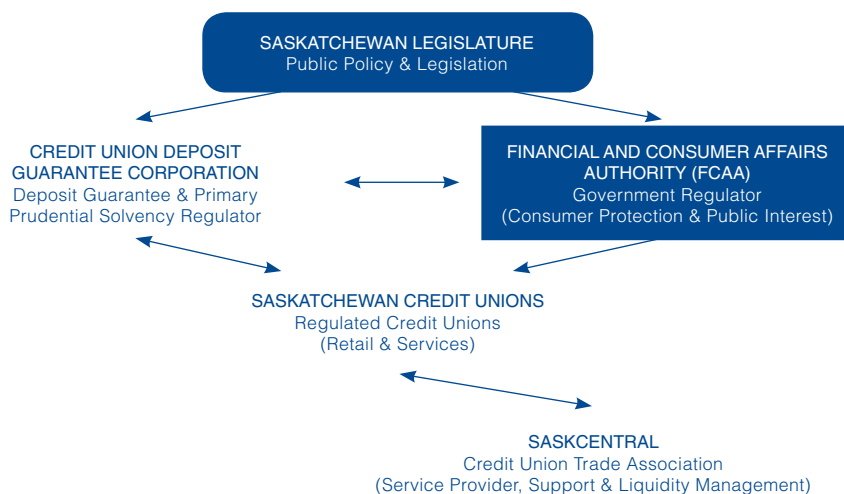 SASKATCHEWAN LEGISLATURE
Public Policy & Legislation
CREDIT UNION DEPOSIT
GUARANTEE CORPORATION
Deposit Guarantee & Primary
Prudential Solvency Regulator
FINANCIAL AND CONSUMER AFFAIRS
AUTHORITY (FCAA)
Government Regulator
(Consumer Protection & Public Interest)
SASKATCHEWAN CREDIT UNIONS
Regulated Credit Unions
(Retail & Services)
SASKCENTRAL
Credit Union Trade Association
(Service Provider, Support & Liquidity Management)